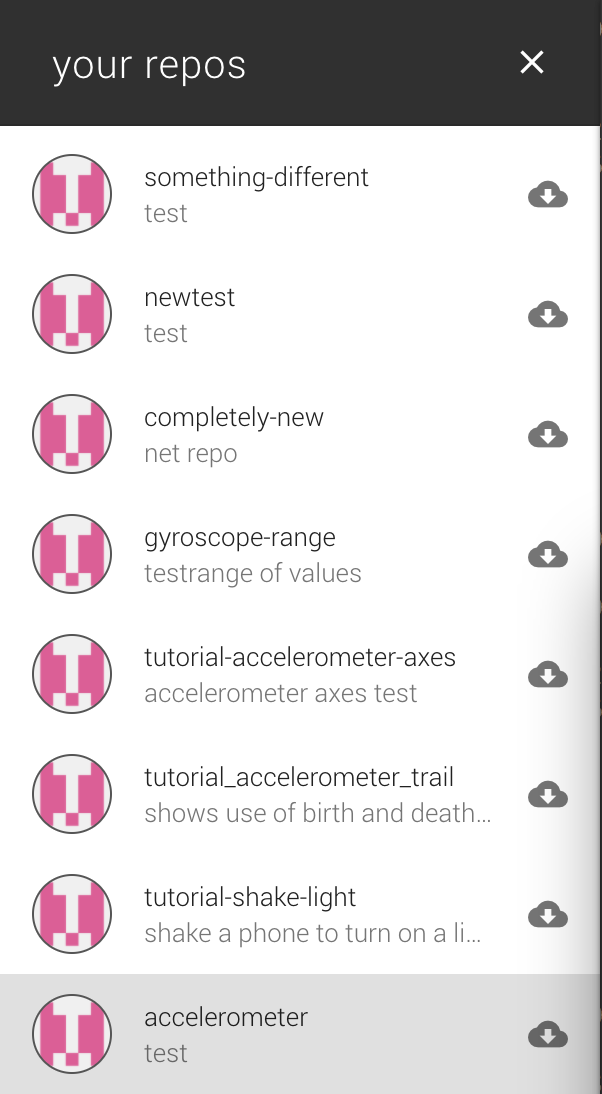 your repos
something-different
test
newtest
test
completely-new
net repo
gyroscope-range
testrange of values
tutorial-accelerometer-axes
accelerometer axes test
tutorial_accelerometer_trail
shows use of birth and death...
tutorial-shake-light
shake a phone to turn on a li...
accelerometer
test